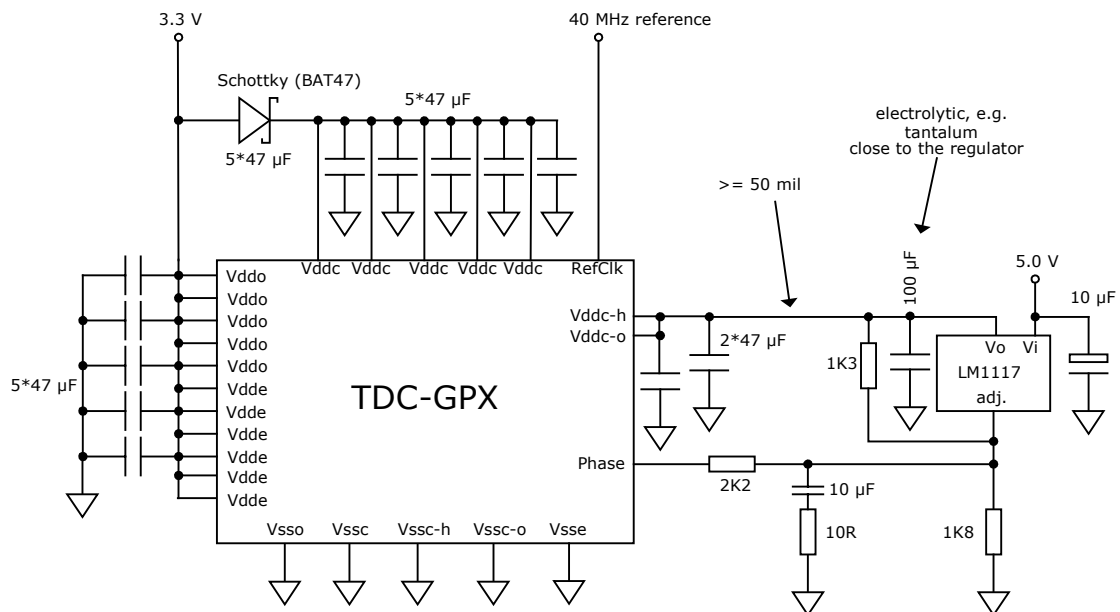 3.3 V
40 MHz reference
Schottky (BAT47)
5*47 µF
5*47 µF
electrolytic, e.g.
tantalum
close to the regulator
>= 50 mil
Vddc Vddc Vddc Vddc Vddc RefClk
Vddo
Vddo
Vddo
Vddo
Vddo
Vdde
Vdde
Vdde
Vdde
Vdde
Vdde
5*47 µF
TDC-GPX
Vddc-h
Vddc-o
Phase
Vsso Vssc Vssc-h Vssc-o Vsse
2*47 µF
1K3
100 µF
5.0 V
10 µF
Vo Vi
LM1117
adj.
2K2
10 µF
10R
1K8